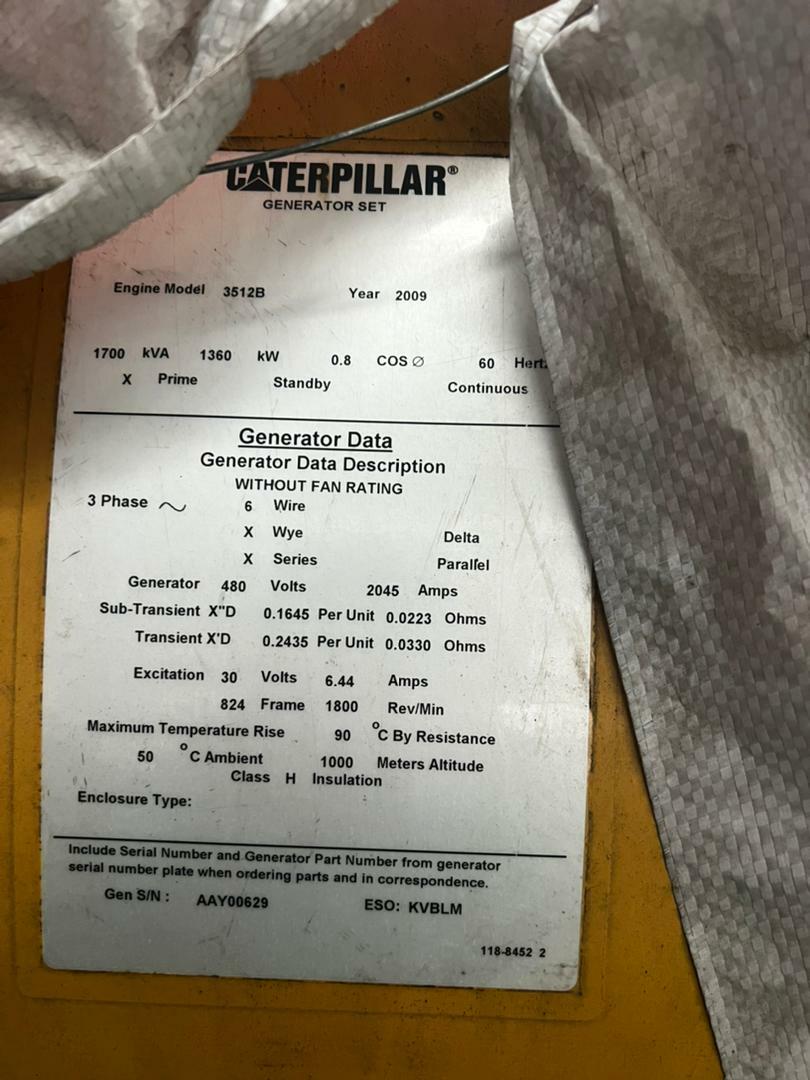 CATERPILLAR®
GENERATOR SET
Engine Model 3512B Year 2009
1700 kVA 1360 kW 0.8 COS Ø 60 Hertz
X Prime Standby Continuous
Generator Data
Generator Data Description
WITHOUT FAN RATING
3 Phase 6 Wire
X Wye Delta
X Series Parallel
Generator 480 Volts 2045 Amps
Sub-Transient X"D 0.1645 Per Unit 0.0223 Ohms
Transient X'D 0.2435 Per Unit 0.0330 Ohms
Excitation 30 Volts 6.44 Amps
824 Frame 1800 Rev/Min
Maximum Temperature Rise 90 °C By Resistance
50 °C Ambient 1000 Meters Altitude
Class H Insulation
Enclosure Type:
Include Serial Number and Generator Part Number from generator
serial number plate when ordering parts and in correspondence.
Gen S/N : AAY00629 ESO: KVBLM
118-8452 2